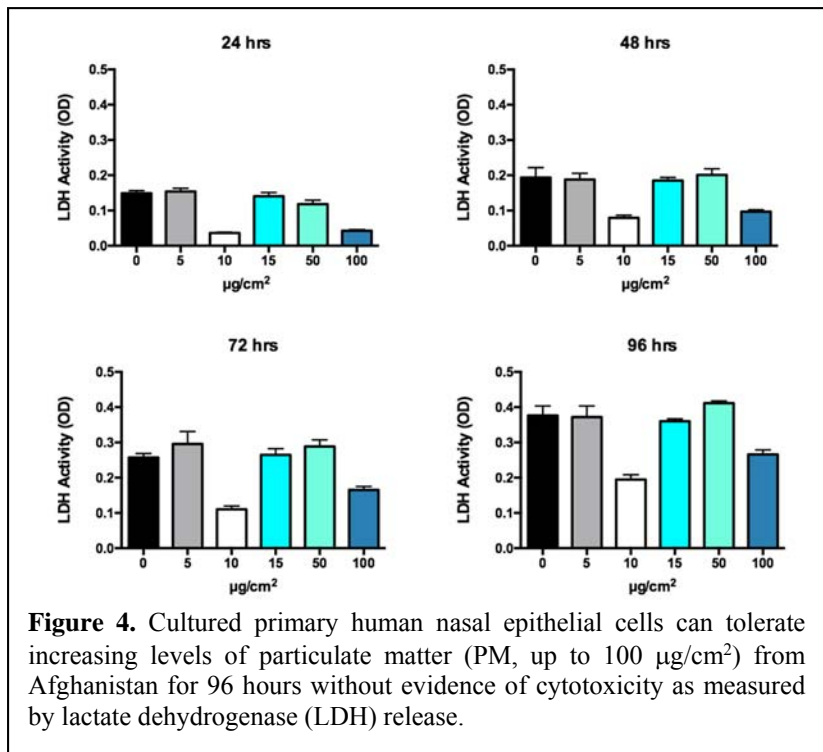 24 hrs
LDH Activity (OD)
0.5
0.4
0.3
0.2
0.1
0.0
0 5 10 15 50 100
µg/cm²
48 hrs
LDH Activity (OD)
0.5
0.4
0.3
0.2
0.1
0.0
0 5 10 15 50 100
µg/cm²
72 hrs
LDH Activity (OD)
0.5
0.4
0.3
0.2
0.1
0.0
0 5 10 15 50 100
µg/cm²
96 hrs
LDH Activity (OD)
0.5
0.4
0.3
0.2
0.1
0.0
0 5 10 15 50 100
µg/cm²
Figure 4. Cultured primary human nasal epithelial cells can tolerate
increasing levels of particulate matter (PM, up to 100 µg/cm²) from
Afghanistan for 96 hours without evidence of cytotoxicity as measured
by lactate dehydrogenase (LDH) release.